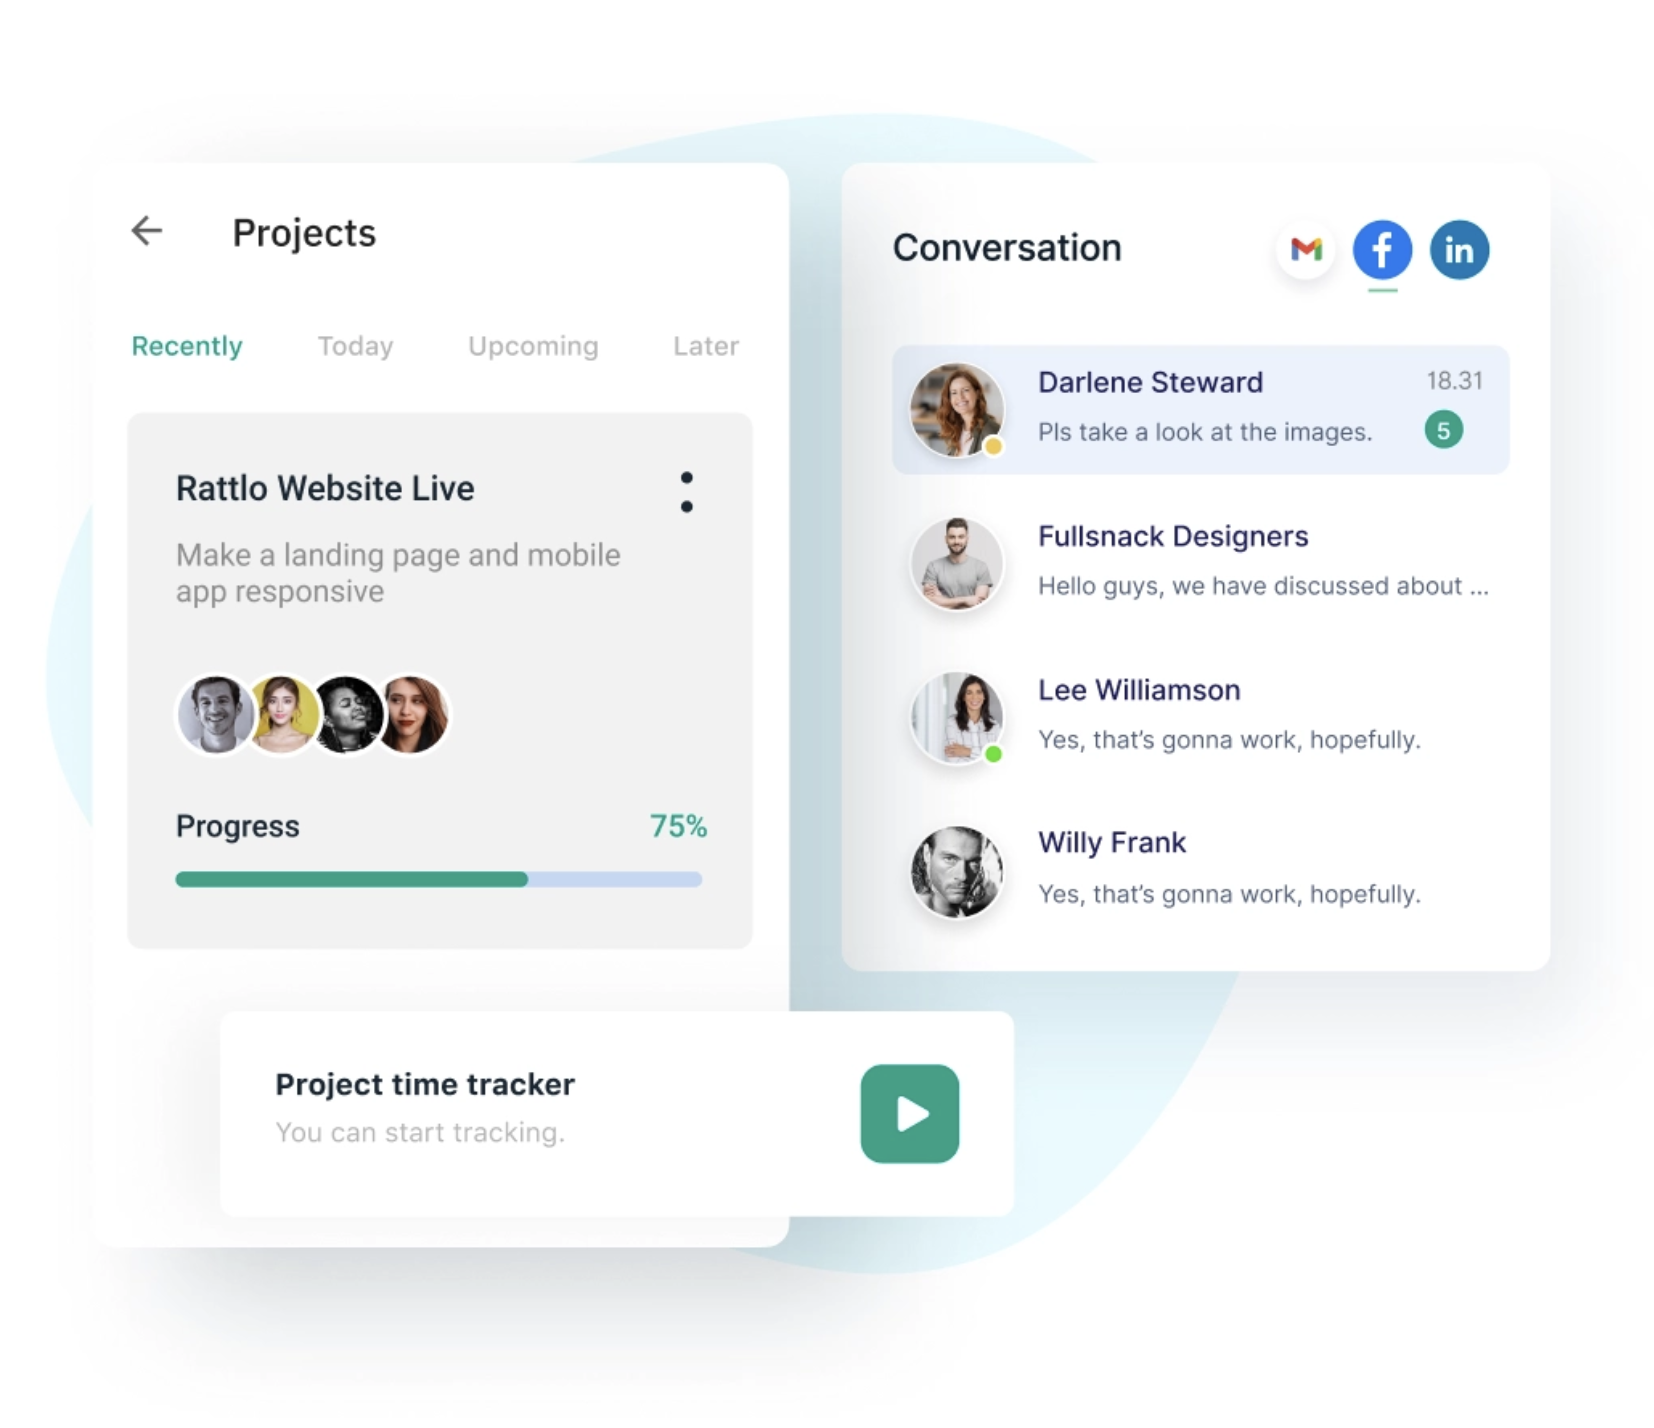 Projects
Recently Today Upcoming Later
Rattlo Website Live
Make a landing page and mobile
app responsive
Progress 75%
Project time tracker
You can start tracking.
Conversation
f in
Darlene Steward 18.31
Pls take a look at the images. 5
Fullsnack Designers
Hello guys, we have discussed about ...
Lee Williamson
Yes, that’s gonna work, hopefully.
Willy Frank
Yes, that’s gonna work, hopefully.